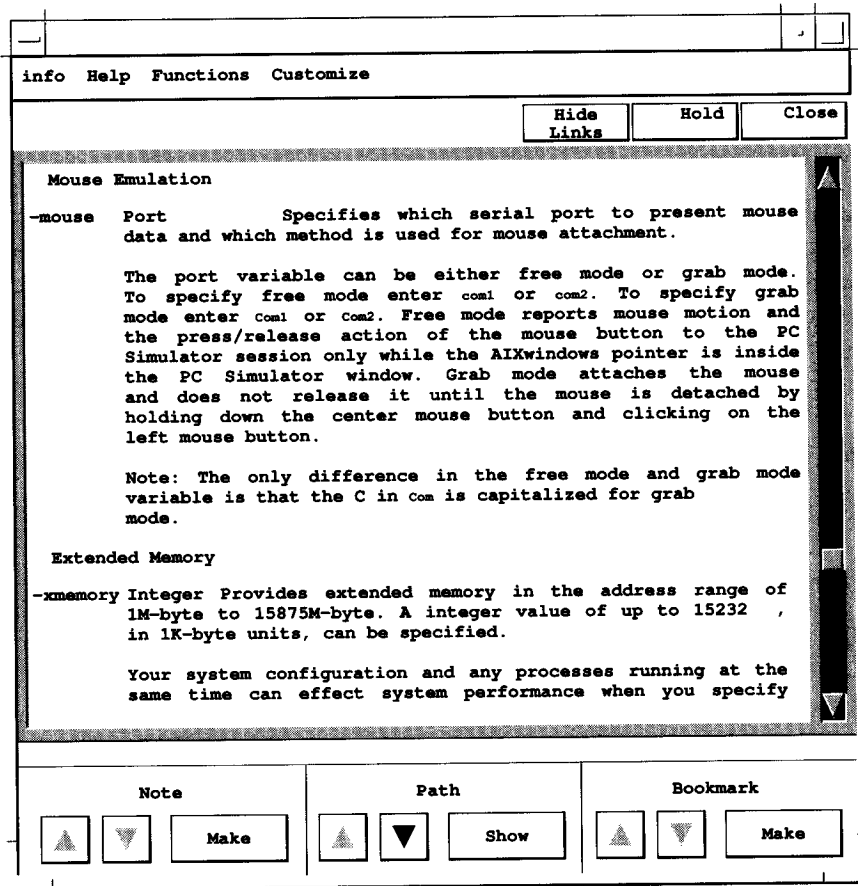 info Help Functions Customize
Hide Links
Hold
Close
Mouse Emulation
-mouse Port Specifies which serial port to present mouse
data and which method is used for mouse attachment.
The port variable can be either free mode or grab mode.
To specify free mode enter com1 or com2. To specify grab
mode enter Com1 or Com2. Free mode reports mouse motion and
the press/release action of the mouse button to the PC
Simulator session only while the AIXwindows pointer is inside
the PC Simulator window. Grab mode attaches the mouse
and does not release it until the mouse is detached by
holding down the center mouse button and clicking on the
left mouse button.
Note: The only difference in the free mode and grab mode
variable is that the C in Com is capitalized for grab
mode.
Extended Memory
-xmemory Integer Provides extended memory in the address range of
1M-byte to 15875M-byte. A integer value of up to 15232 ,
in 1K-byte units, can be specified.
Your system configuration and any processes running at the
same time can effect system performance when you specify
Note
Make
Path
Show
Bookmark
Make